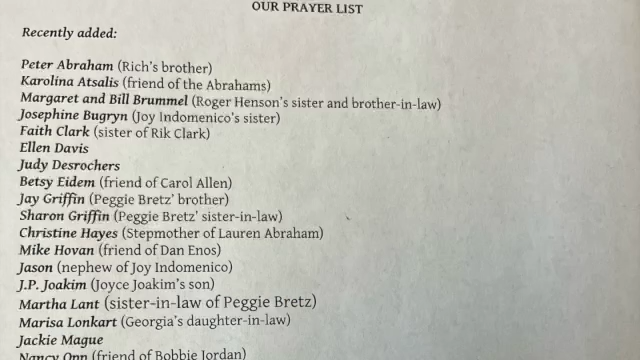 OUR PRAYER LIST
Recently added:
Peter Abraham (Rich's brother)
Karolina Atsalis (friend of the Abrahams)
Margaret and Bill Brummel (Roger Henson's sister and brother-in-law)
Josephine Bugryn (Joy Indomenico's sister)
Faith Clark (sister of Rik Clark)
Ellen Davis
Judy Desrochers
Betsy Eidem (friend of Carol Allen)
Jay Griffin (Peggie Bretz' brother)
Sharon Griffin (Peggie Bretz' sister-in-law)
Christine Hayes (Stepmother of Lauren Abraham)
Mike Hovan (friend of Dan Enos)
Jason (nephew of Joy Indomenico)
J.P. Joakim (Joyce Joakim's son)
Martha Lant (sister-in-law of Peggie Bretz)
Marisa Lonkart (Georgia's daughter-in-law)
Jackie Mague
Nancy Opp (friend of Bobbie Jordan)